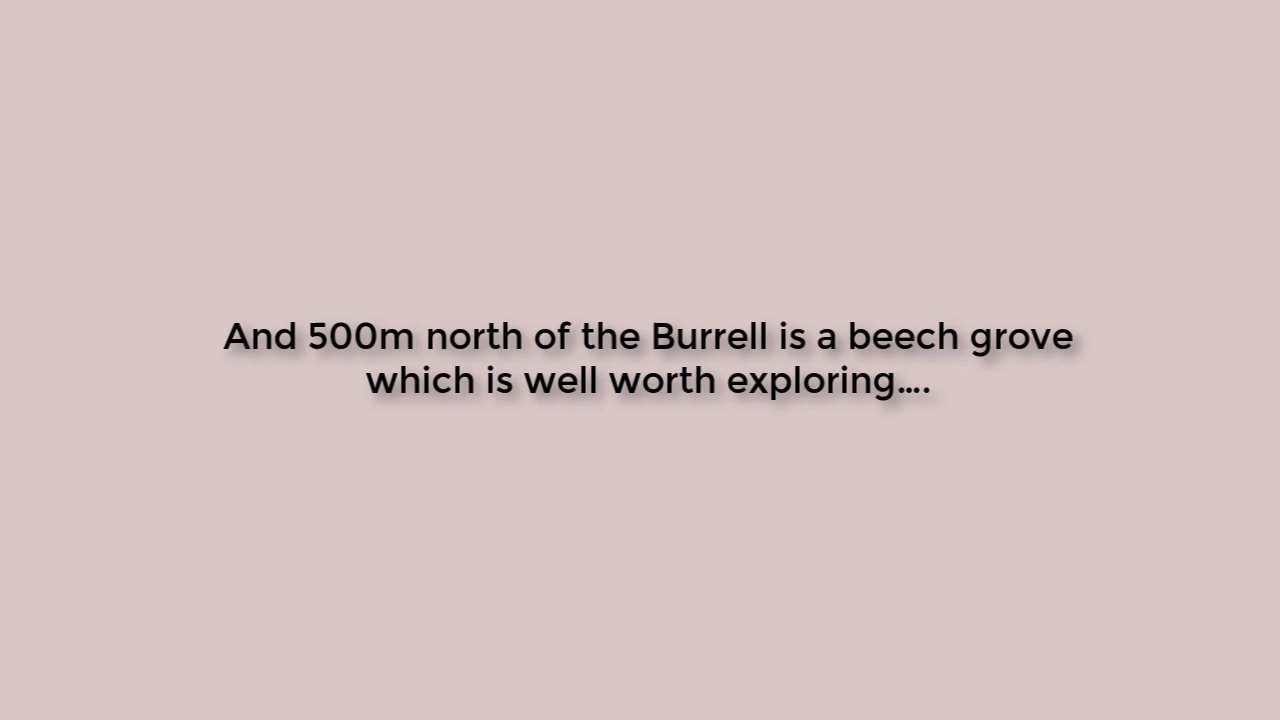 And 500m north of the Burrell is a beech grove
which is well worth exploring....